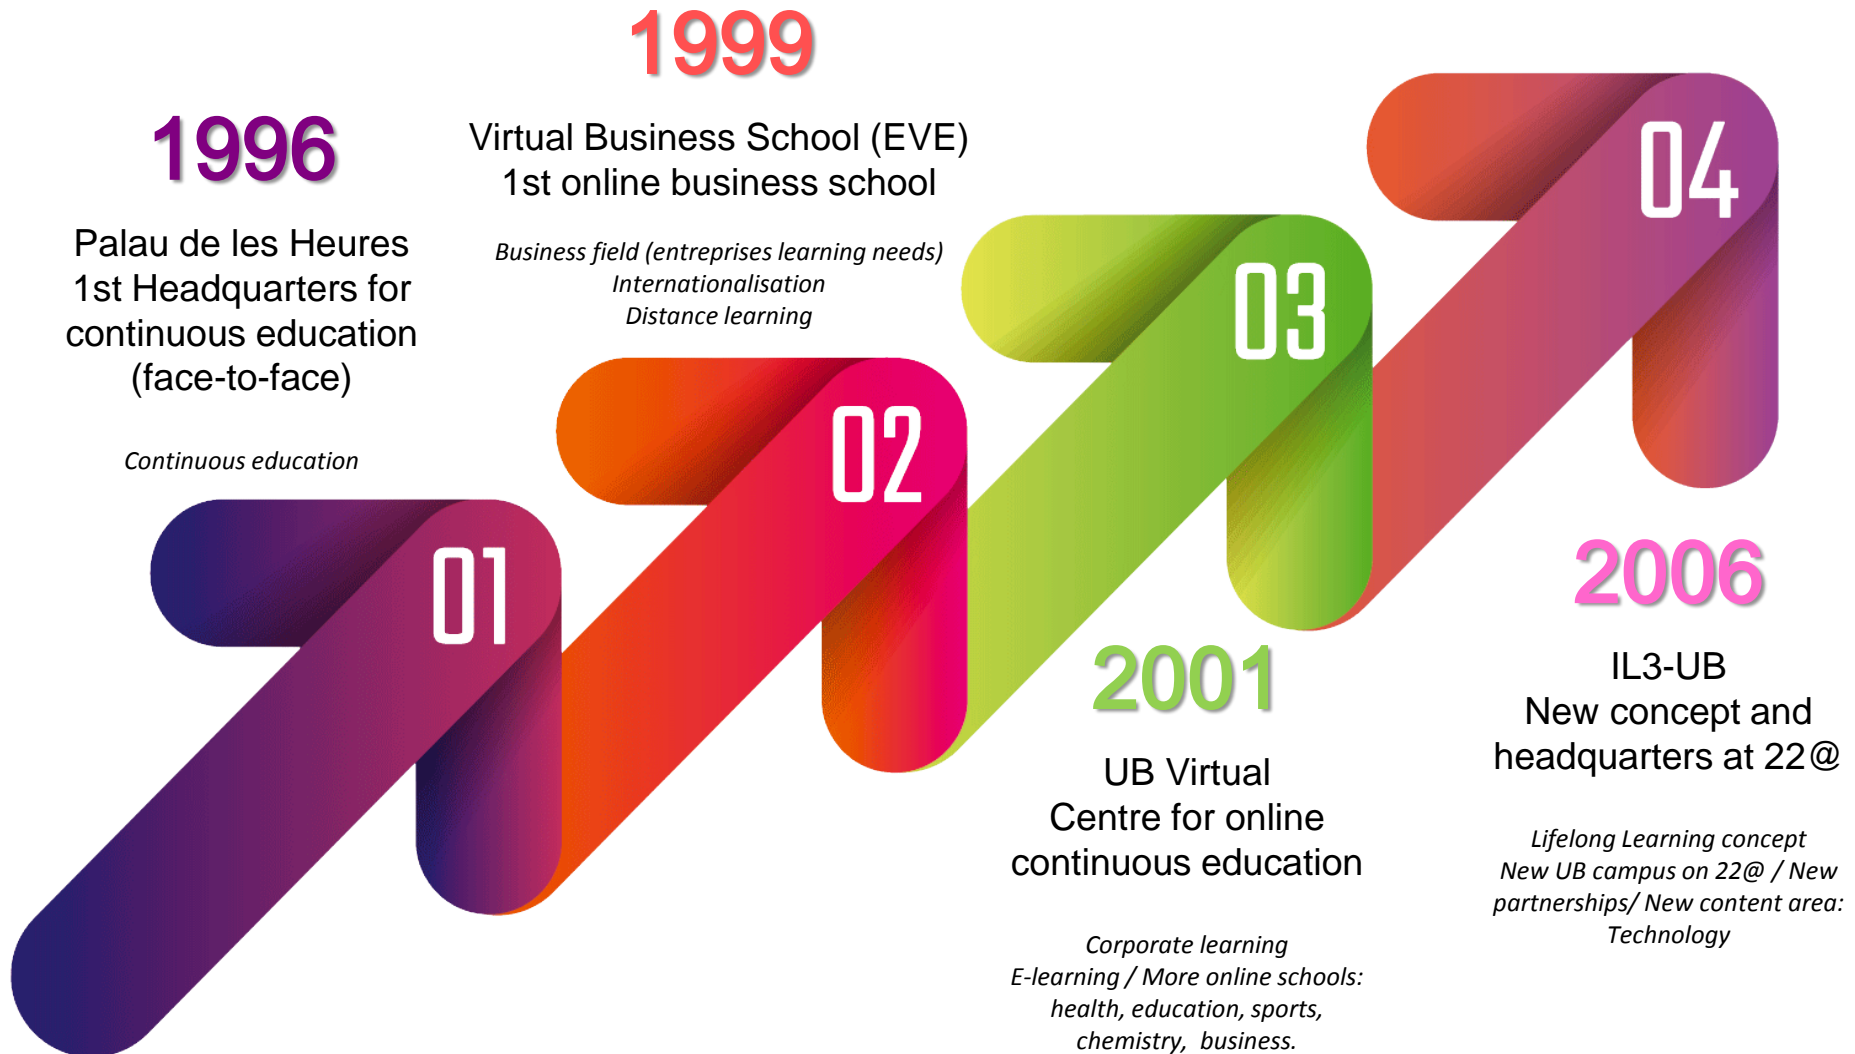 1996
Palau de les Heures
1st Headquarters for
continuous education
(face-to-face)
Continuous education
01
1999
Virtual Business School (EVE)
1st online business school
Business field (entreprises learning needs)
Internationalisation
Distance learning
02
03
2001
UB Virtual
Centre for online
continuous education
Corporate learning
E-learning / More online schools:
health, education, sports,
chemistry, business.
04
2006
IL3-UB
New concept and
headquarters at 22@
Lifelong Learning concept
New UB campus on 22@ / New
partnerships/ New content area:
Technology